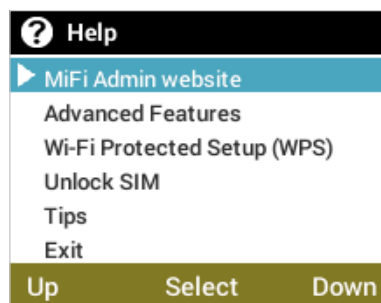 Help
MiFi Admin website
Advanced Features
Wi-Fi Protected Setup (WPS)
Unlock SIM
Tips
Exit
Up Select Down